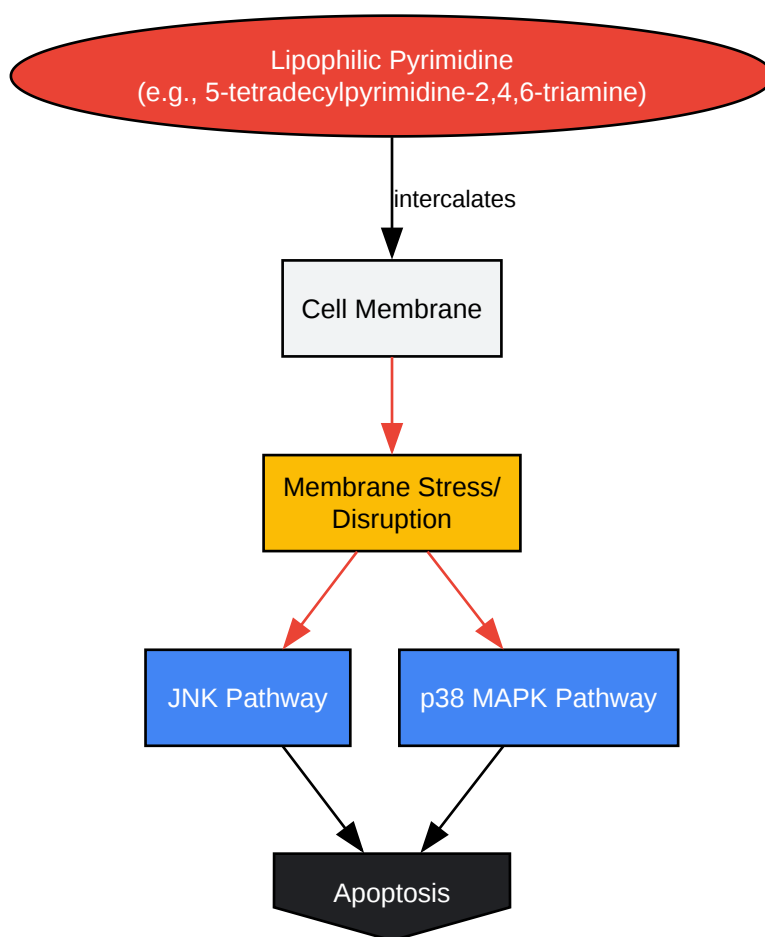 Lipophilic Pyrimidine
(e.g., 5-tetradecylpyrimidine-2,4,6-triamine)
intercalates
Cell Membrane
Membrane Stress/
Disruption
JNK Pathway
p38 MAPK Pathway
Apoptosis